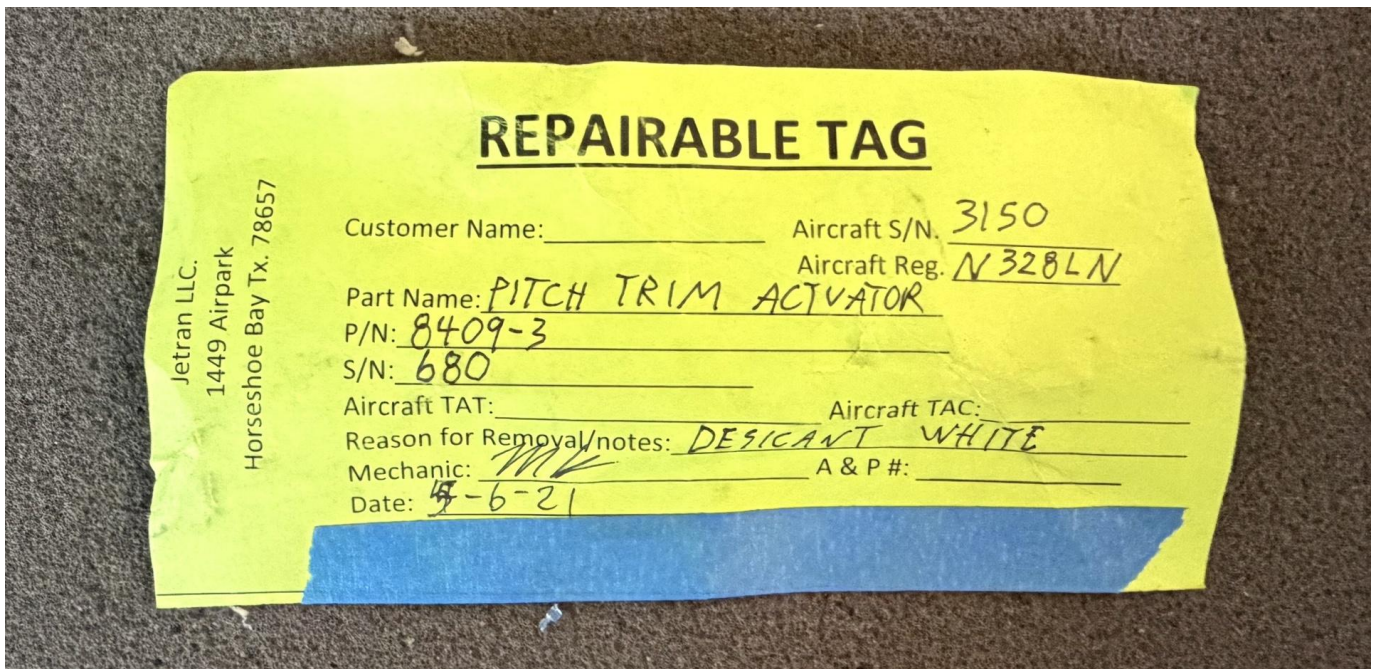 REPAIRABLE TAG
Jetran LLC.
1449 Airpark
Horseshoe Bay Tx. 78657
Customer Name: Aircraft S/N. 3150
Aircraft Reg. N328LN
Part Name: PITCH TRIM ACTUATOR
P/N: 8409-3
S/N: 680
Aircraft TAT: Aircraft TAC:
Reason for Removal/notes: DESICANT WHITE
Mechanic: A & P #:
Date: -6-21